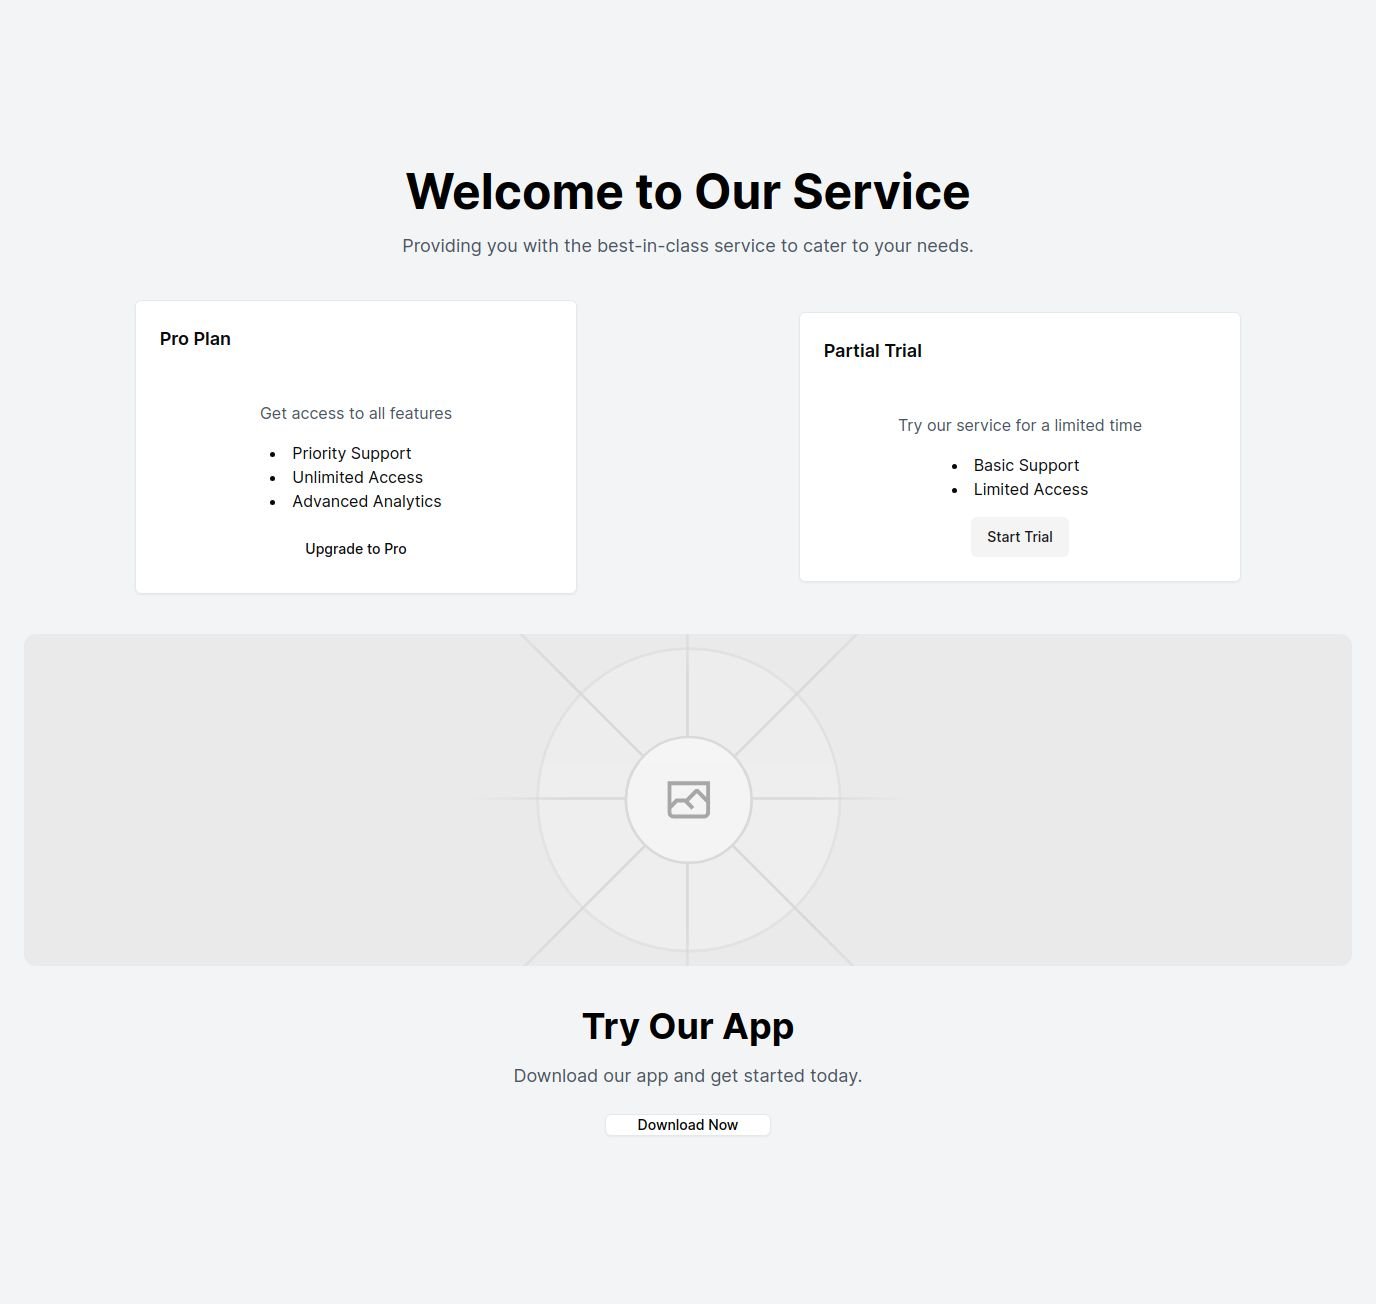 Welcome to Our Service
Providing you with the best-in-class service to cater to your needs.
Pro Plan
Get access to all features
Priority Support
Unlimited Access
Advanced Analytics
Upgrade to Pro
Partial Trial
Try our service for a limited time
Basic Support
Limited Access
Start Trial
Try Our App
Download our app and get started today.
Download Now